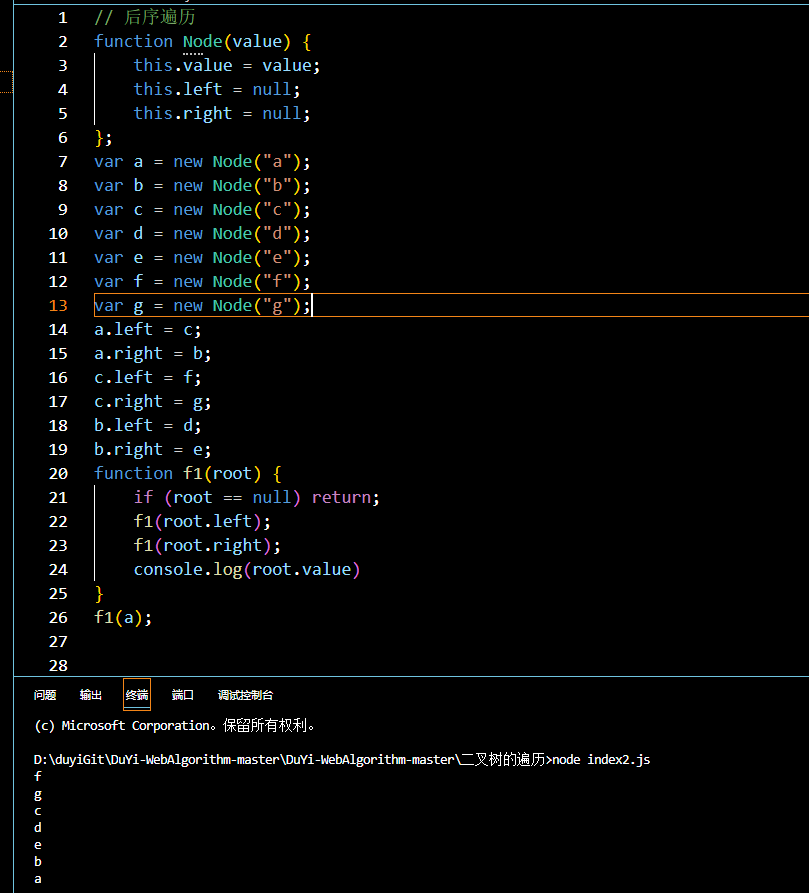 1 // 后序遍历
2 function Node(value) {
3     this.value = value;
4     this.left = null;
5     this.right = null;
6 };
7 var a = new Node("a");
8 var b = new Node("b");
9 var c = new Node("c");
10 var d = new Node("d");
11 var e = new Node("e");
12 var f = new Node("f");
13 var g = new Node("g");
14 a.left = c;
15 a.right = b;
16 c.left = f;
17 c.right = g;
18 b.left = d;
19 b.right = e;
20 function f1(root) {
21     if (root == null) return;
22     f1(root.left);
23     f1(root.right);
24     console.log(root.value)
25 }
26 f1(a);
27
28
问题 输出 终端 端口 调试控制台
(c) Microsoft Corporation。保留所有权利。
D:\duyiGit\DuYi-WebAlgorithm-master\DuYi-WebAlgorithm-master\二叉树的遍历>node index2.js
f
g
c
d
e
b
a